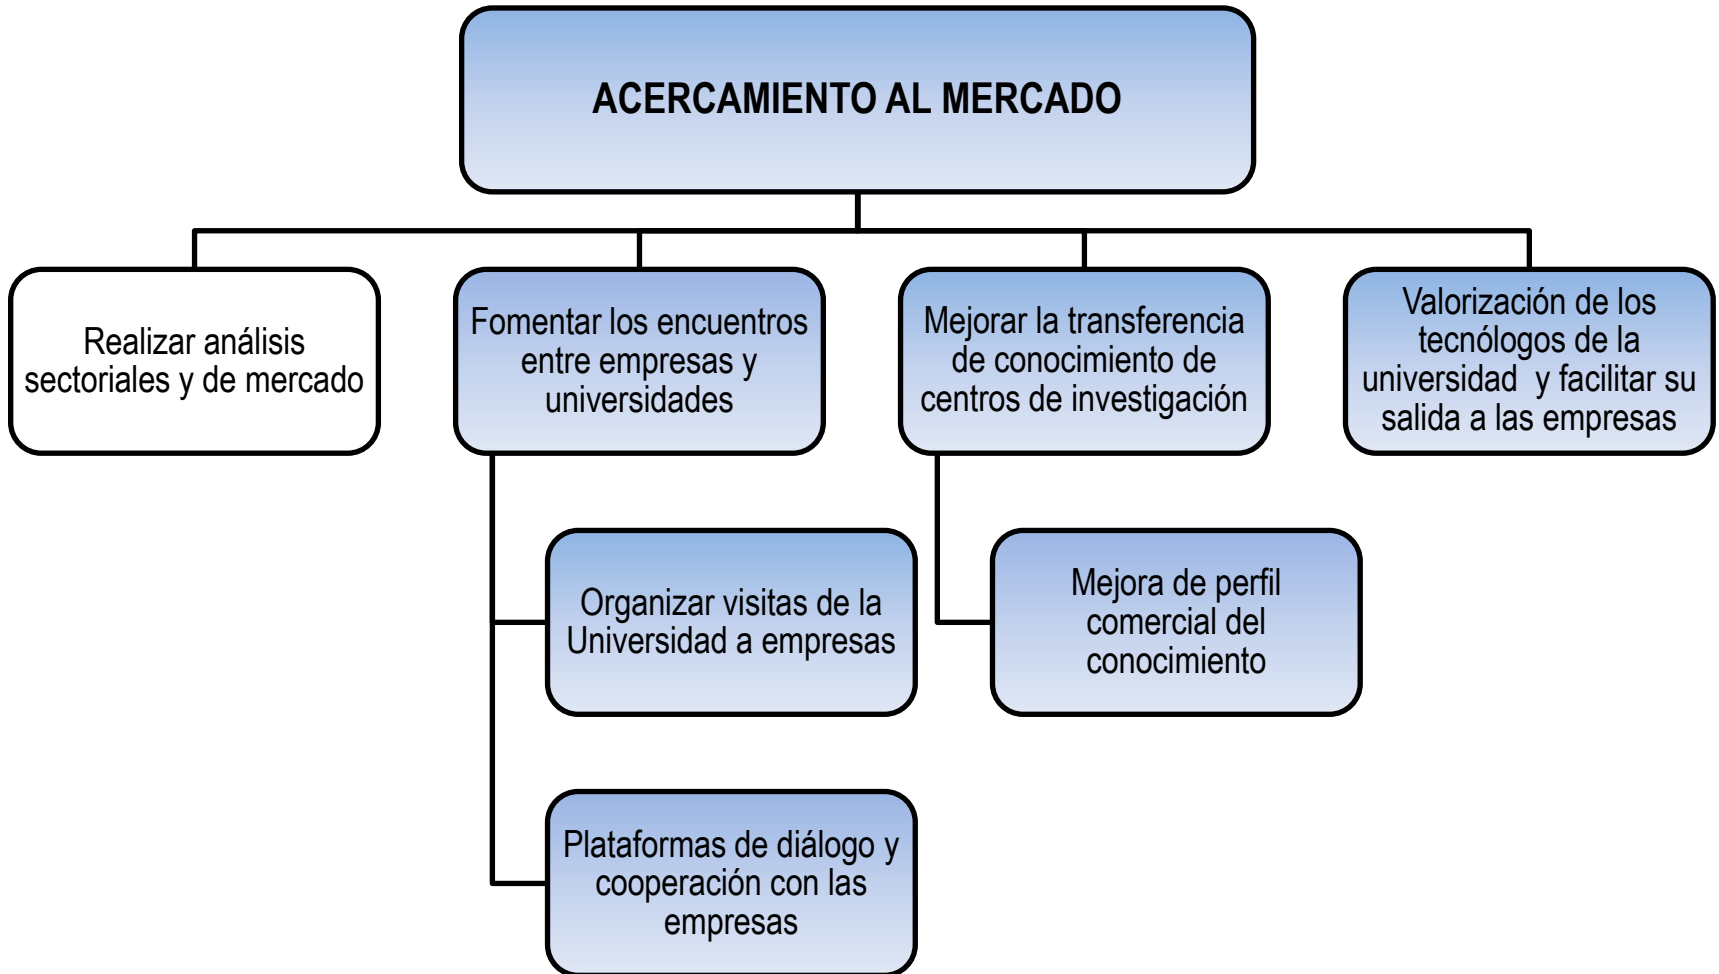 ACERCAMIENTO AL MERCADO
Realizar análisis
sectoriales y de mercado
Fomentar los encuentros
entre empresas y
universidades
Mejorar la transferencia
de conocimiento de
centros de investigación
Valorización de los
tecnólogos de la
universidad  y facilitar su
salida a las empresas
Organizar visitas de la
Universidad a empresas
Mejora de perfil
comercial del
conocimiento
Plataformas de diálogo y
cooperación con las
empresas